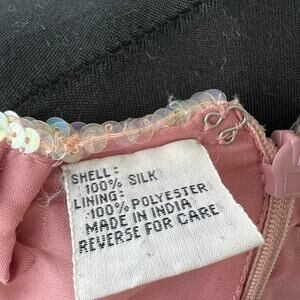 SHELL:
100% SILK
LINING:
100% POLYESTER
MADE IN INDIA
REVERSE FOR CARE